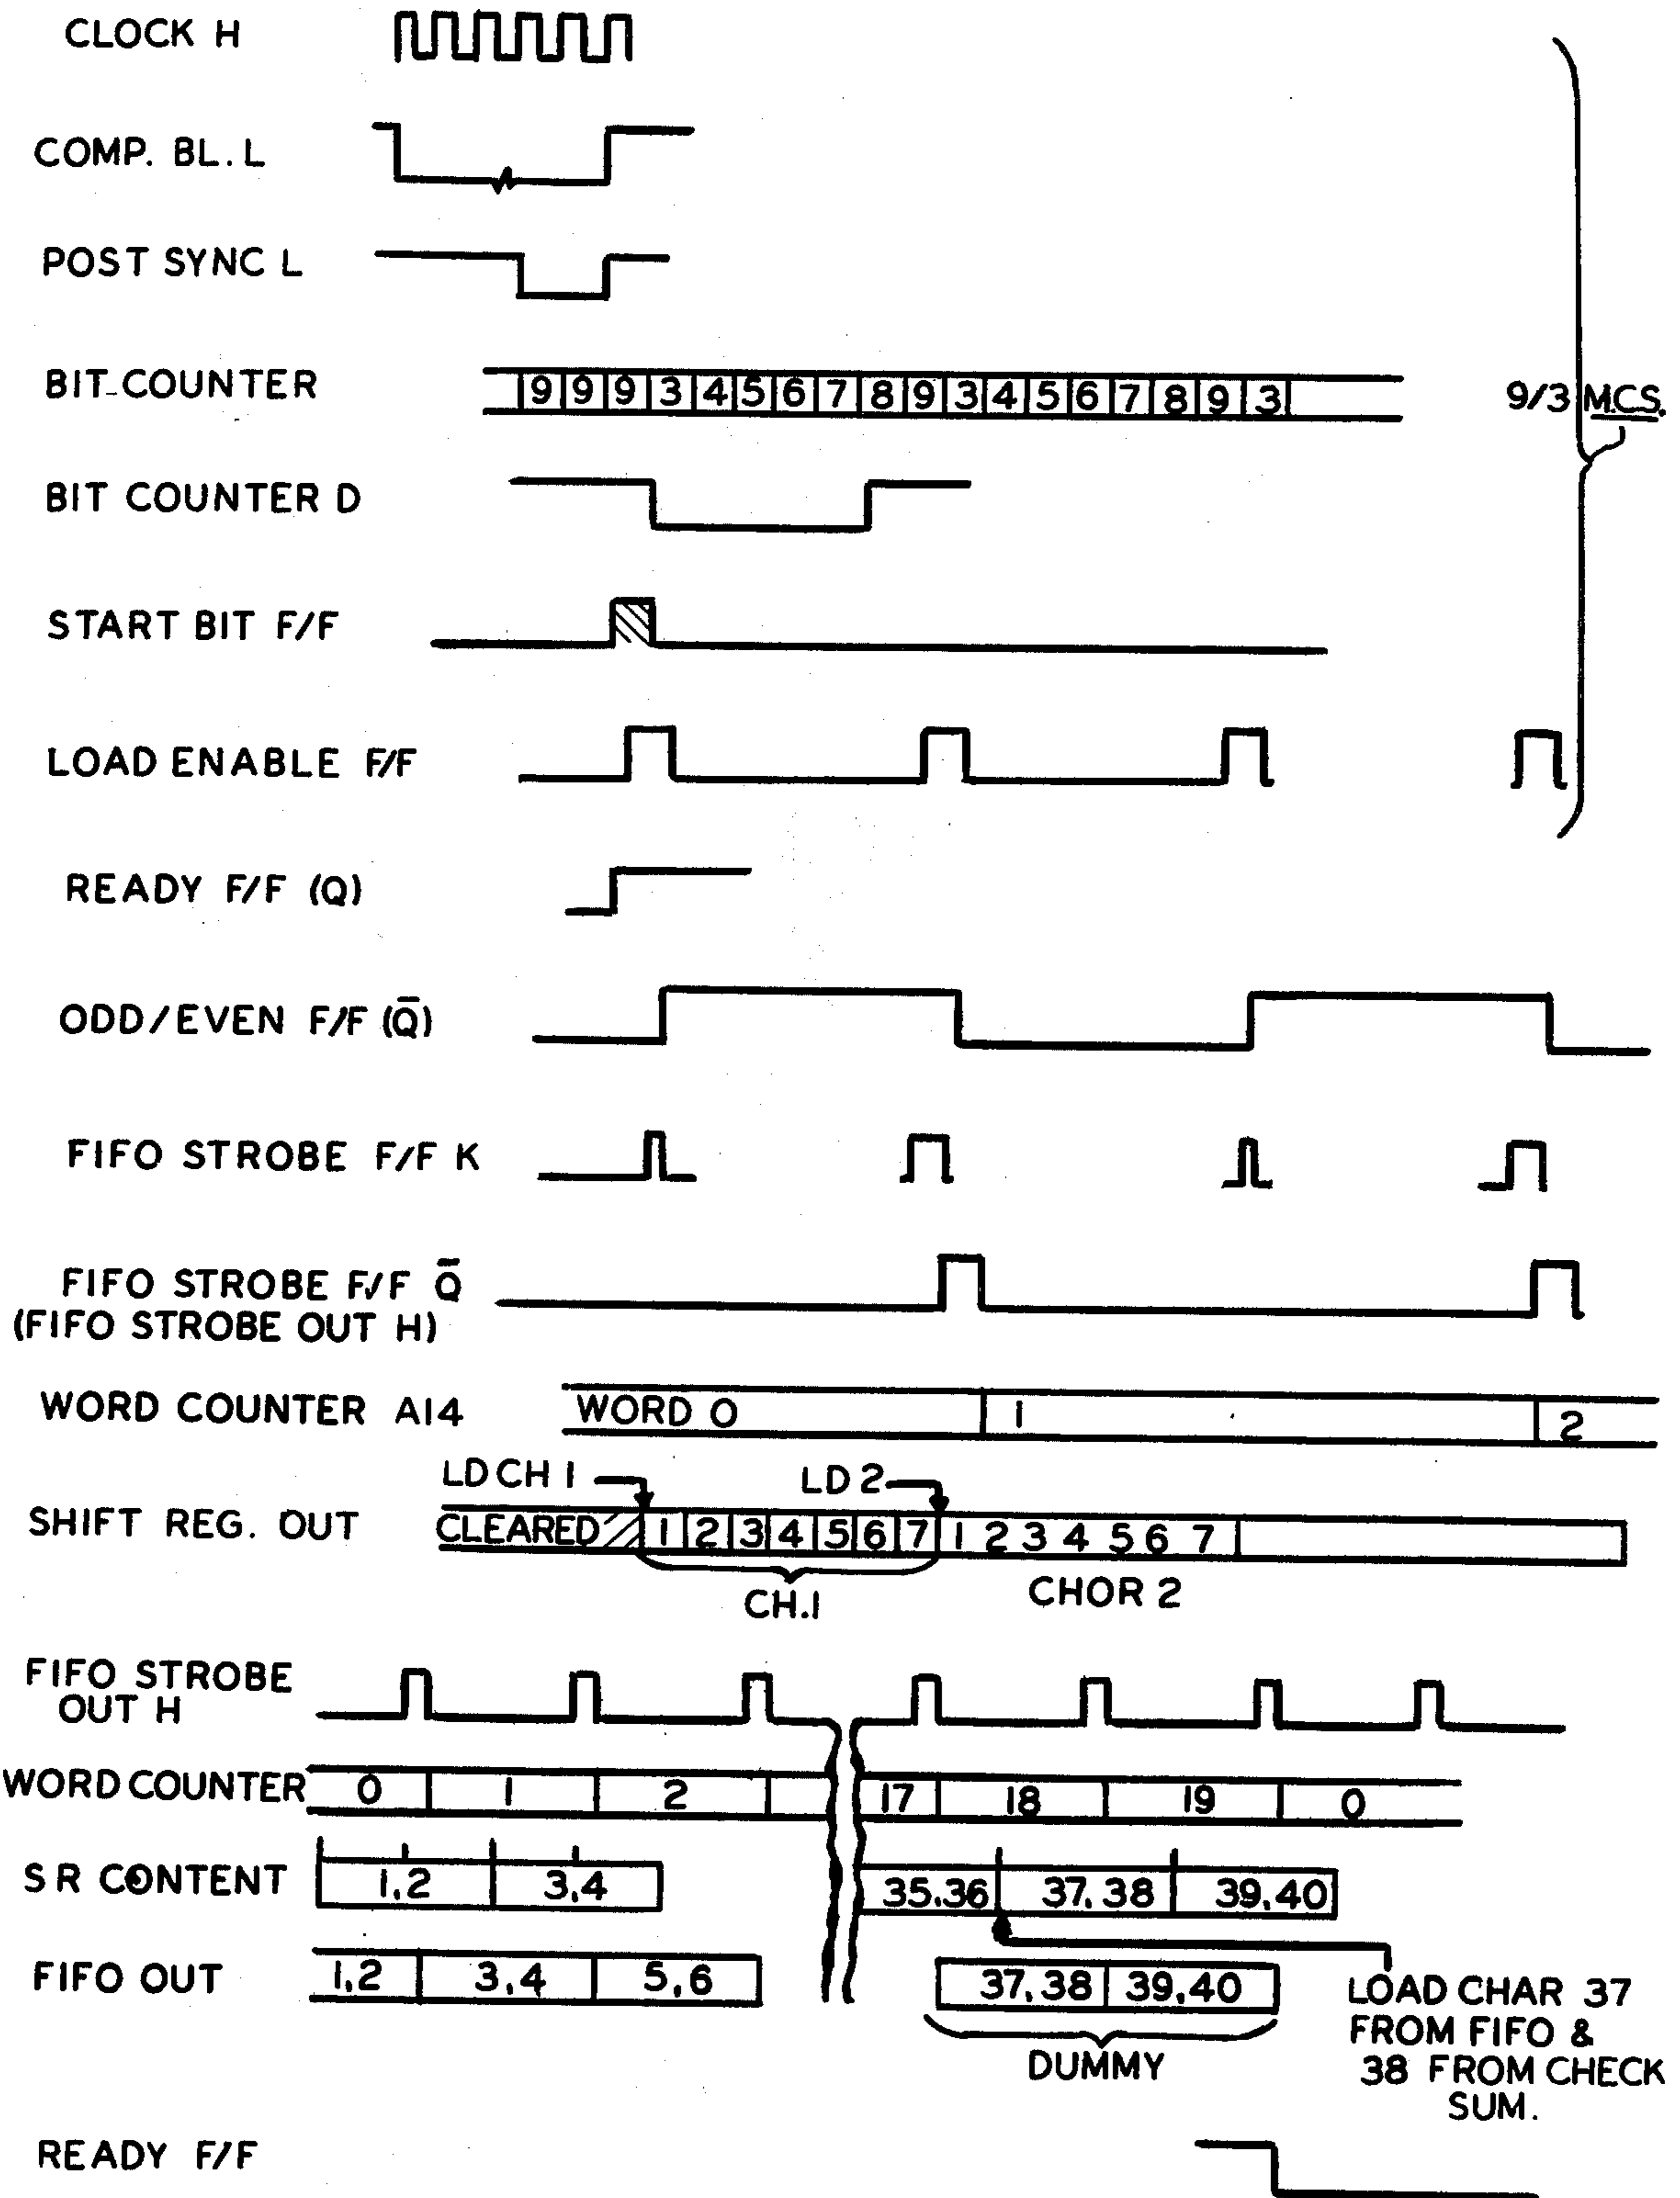 CLOCK H
COMP. BL. L
POST SYNC L
BIT-COUNTER
9 9 9 3 4 5 6 7 8 9 3 4 5 6 7 8 9 3
9/3 M.C.S.
BIT COUNTER D
START BIT F/F
LOAD ENABLE F/F
READY F/F (Q)
ODD/EVEN F/F (Q̄)
FIFO STROBE F/F K
FIFO STROBE F/F Q̄
(FIFO STROBE OUT H)
WORD COUNTER A14
WORD 0 1 2
LD CH 1 LD 2
SHIFT REG. OUT
CLEARED 1 2 3 4 5 6 7 1 2 3 4 5 6 7
CH.1 CHOR 2
FIFO STROBE
OUT H
WORD COUNTER
0 1 2 17 18 19 0
SR CONTENT
1,2 3,4 35.36 37.38 39.40
FIFO OUT
1,2 3,4 5,6 37.38 39.40
DUMMY
LOAD CHAR 37
FROM FIFO &
38 FROM CHECK
SUM.
READY F/F